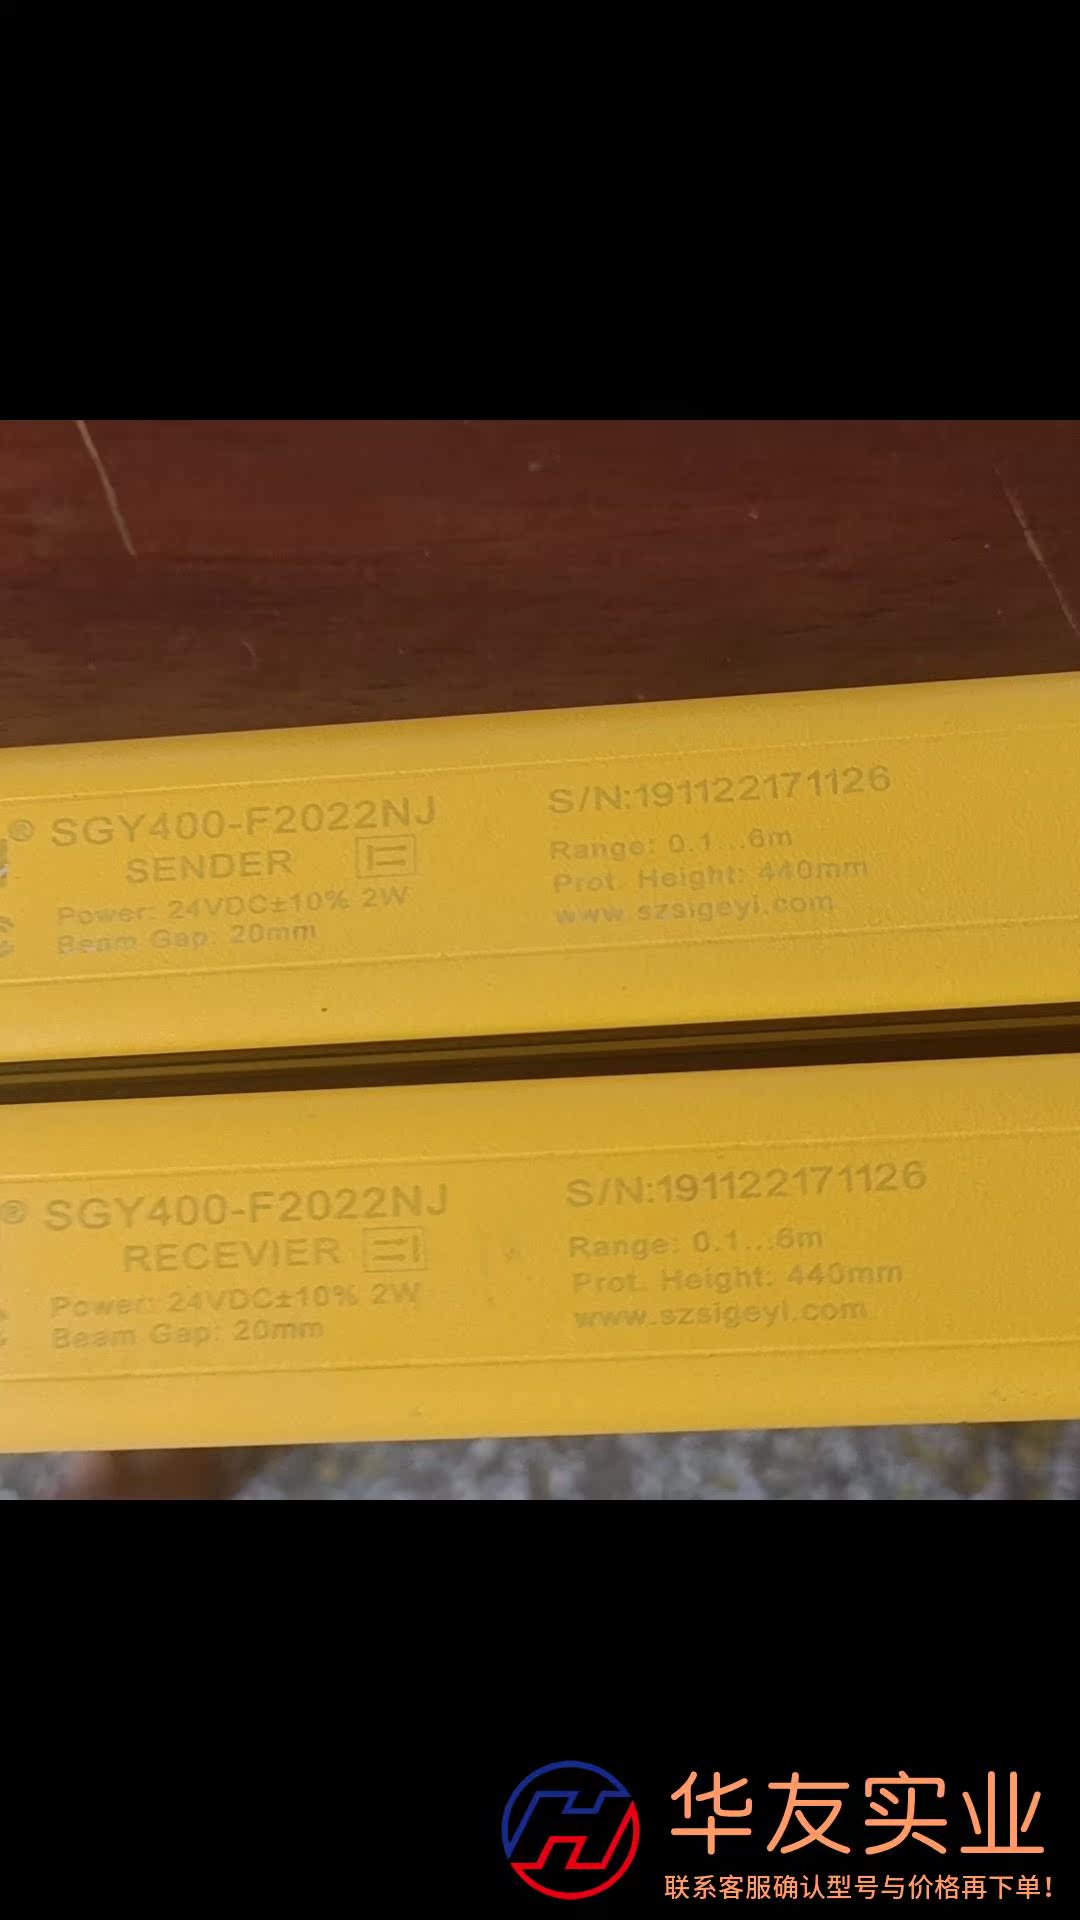 ® SGY400-F2022NJ
SENDER
Power: 24VDC±10% 2W
Beam Gap: 20mm
S/N:191122171126
Range: 0.1...6m
Prot. Height: 440mm
www.szsigeyi.com
® SGY400-F2022NJ
RECEVIER
Power: 24VDC±10% 2W
Beam Gap: 20mm
S/N:191122171126
Range: 0.1...6m
Prot. Height: 440mm
www.szsigeyi.com
华友实业
联系客服确认型号与价格再下单！